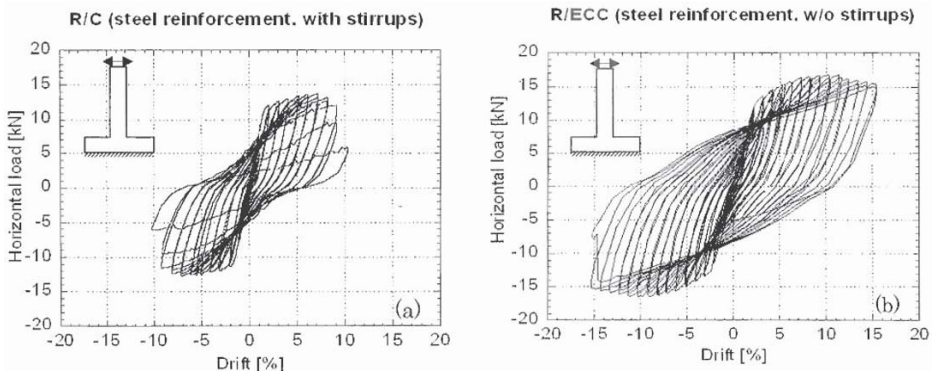 R/C (steel reinforcement. with stirrups)
20
15
10
5
0
-5
-10
-15
-20
Horizontal load [kN]
(a)
-20 -15 -10 -5 0 5 10 15 20
Drift [%]
R/ECC (steel reinforcement. w/o stirrups)
20
15
10
5
0
-5
-10
-15
-20
Horizontal load [kN]
(b)
-20 -15 -10 -5 0 5 10 15 20
Drift [%]